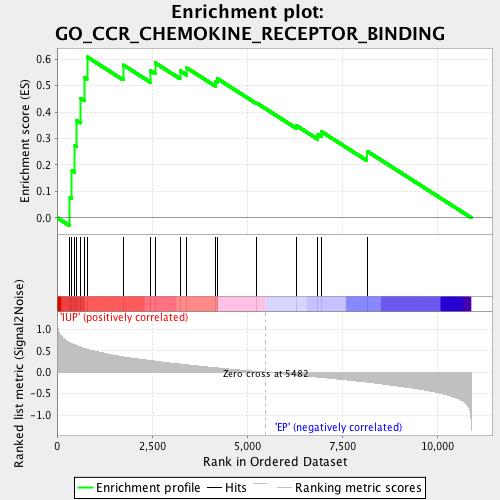 Enrichment plot:
GO_CCR_CHEMOKINE_RECEPTOR_BINDING
Enrichment score (ES)
0.6
0.5
0.4
0.3
0.2
0.1
0.0
'IUP' (positively correlated)
Ranked list metric (Signal2Noise)
1.0
0.5
0.0
-0.5
-1.0
Zero cross at 5482
'EP' (negatively correlated)
0 2,500 5,000 7,500 10,000
Rank in Ordered Dataset
Enrichment profile Hits Ranking metric scores